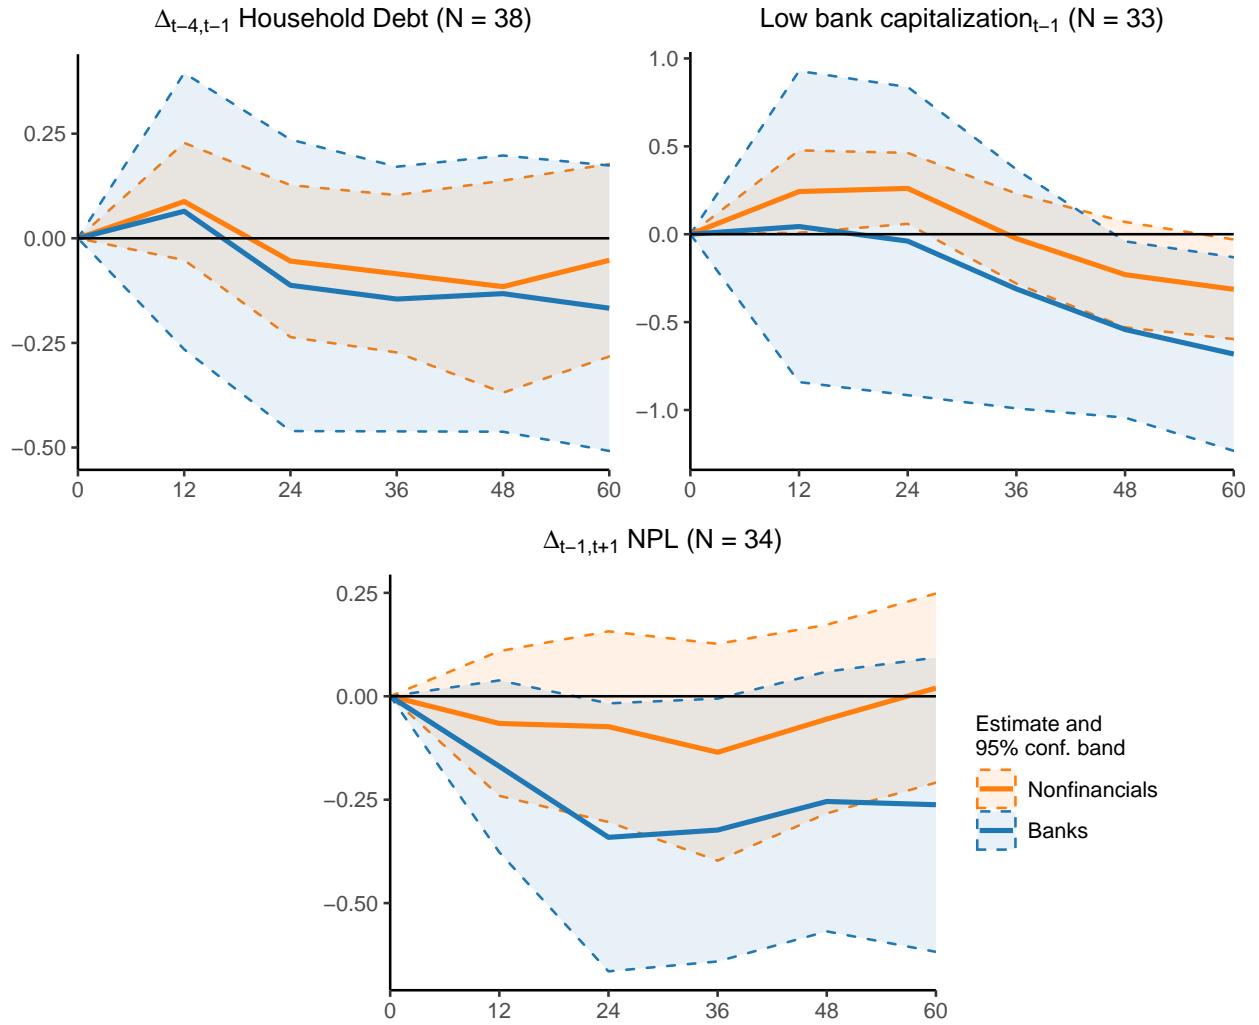 Δt−4,t−1 Household Debt (N = 38)
0.25
0.00
−0.25
−0.50
0 12 24 36 48 60
Low bank capitalizationt−1 (N = 33)
1.0
0.5
0.0
−0.5
−1.0
0 12 24 36 48 60
Δt−1,t+1 NPL (N = 34)
0.25
0.00
−0.25
−0.50
0 12 24 36 48 60
Estimate and
95% conf. band
Nonfinancials
Banks